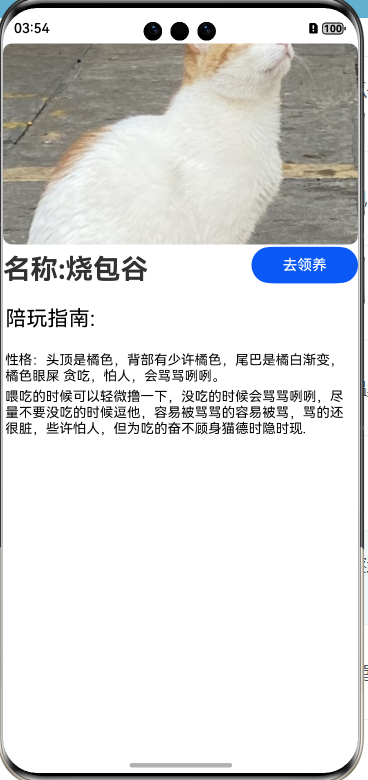 03:54
100
名称:烧包谷
去领养
陪玩指南:
性格：头顶是橘色，背部有少许橘色，尾巴是橘白渐变，
橘色眼屎 贪吃，怕人，会骂骂咧咧。
喂吃的时候可以轻微撸一下，没吃的时候会骂骂咧咧，尽
量不要没吃的时候逗他，容易被骂骂的容易被骂，骂的还
很脏，些许怕人，但为吃的奋不顾身猫德时隐时现.